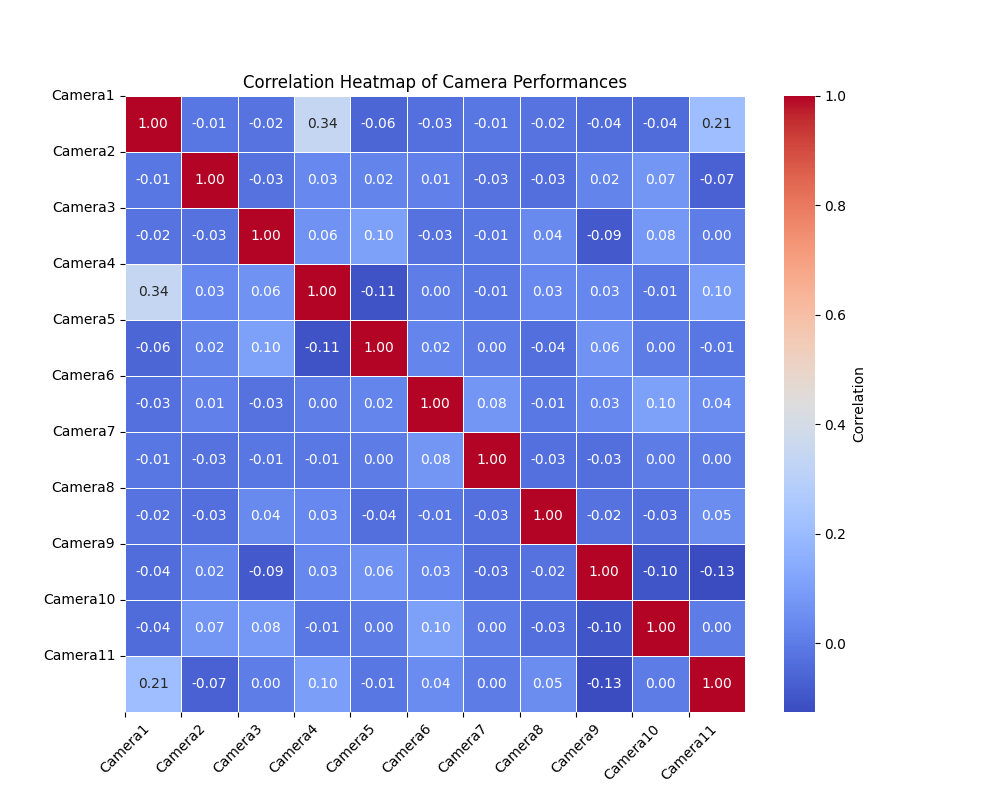 Correlation Heatmap of Camera Performances
Camera1
1.00 -0.01 -0.02 0.34 -0.06 -0.03 -0.01 -0.02 -0.04 -0.04 0.21
Camera2
-0.01 1.00 -0.03 0.03 0.02 0.01 -0.03 -0.03 0.02 0.07 -0.07
Camera3
-0.02 -0.03 1.00 0.06 0.10 -0.03 -0.01 0.04 -0.09 0.08 0.00
Camera4
0.34 0.03 0.06 1.00 -0.11 0.00 -0.01 0.03 0.03 -0.01 0.10
Camera5
-0.06 0.02 0.10 -0.11 1.00 0.02 0.00 -0.04 0.06 0.00 -0.01
Camera6
-0.03 0.01 -0.03 0.00 0.02 1.00 0.08 -0.01 0.03 0.10 0.04
Camera7
-0.01 -0.03 -0.01 -0.01 0.00 0.08 1.00 -0.03 -0.03 0.00 0.00
Camera8
-0.02 -0.03 0.04 0.03 -0.04 -0.01 -0.03 1.00 -0.02 -0.03 0.05
Camera9
-0.04 0.02 -0.09 0.03 0.06 0.03 -0.03 -0.02 1.00 -0.10 -0.13
Camera10
-0.04 0.07 0.08 -0.01 0.00 0.10 0.00 -0.03 -0.10 1.00 0.00
Camera11
0.21 -0.07 0.00 0.10 -0.01 0.04 0.00 0.05 -0.13 0.00 1.00
Camera1 Camera2 Camera3 Camera4 Camera5 Camera6 Camera7 Camera8 Camera9 Camera10 Camera11
1.0
0.8
0.6
0.4
0.2
0.0
Correlation